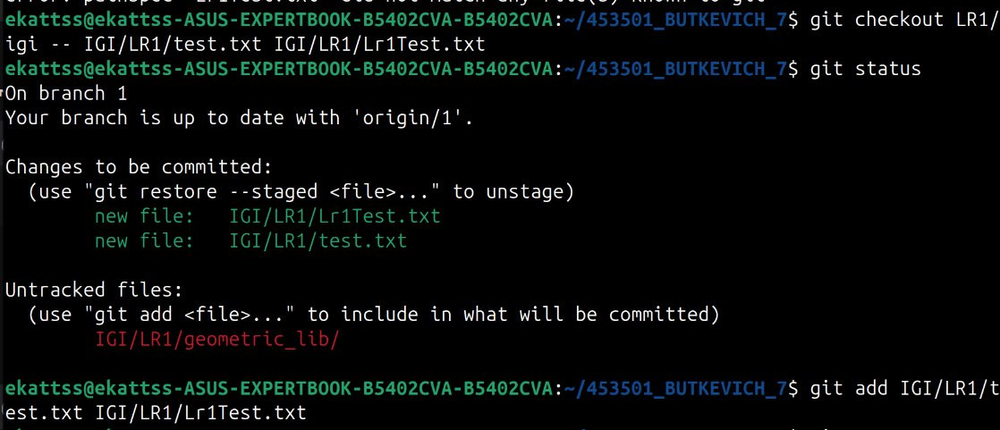 ekattss@ekattss-ASUS-EXPERTBOOK-B5402CVA-B5402CVA:~/453501_BUTKEVICH_7$ git checkout LR1/
igi -- IGI/LR1/test.txt IGI/LR1/Lr1Test.txt
ekattss@ekattss-ASUS-EXPERTBOOK-B5402CVA-B5402CVA:~/453501_BUTKEVICH_7$ git status
On branch 1
Your branch is up to date with 'origin/1'.
Changes to be committed:
(use "git restore --staged <file>..." to unstage)
new file:   IGI/LR1/Lr1Test.txt
new file:   IGI/LR1/test.txt
Untracked files:
(use "git add <file>..." to include in what will be committed)
IGI/LR1/geometric_lib/
ekattss@ekattss-ASUS-EXPERTBOOK-B5402CVA-B5402CVA:~/453501_BUTKEVICH_7$ git add IGI/LR1/t
est.txt IGI/LR1/Lr1Test.txt